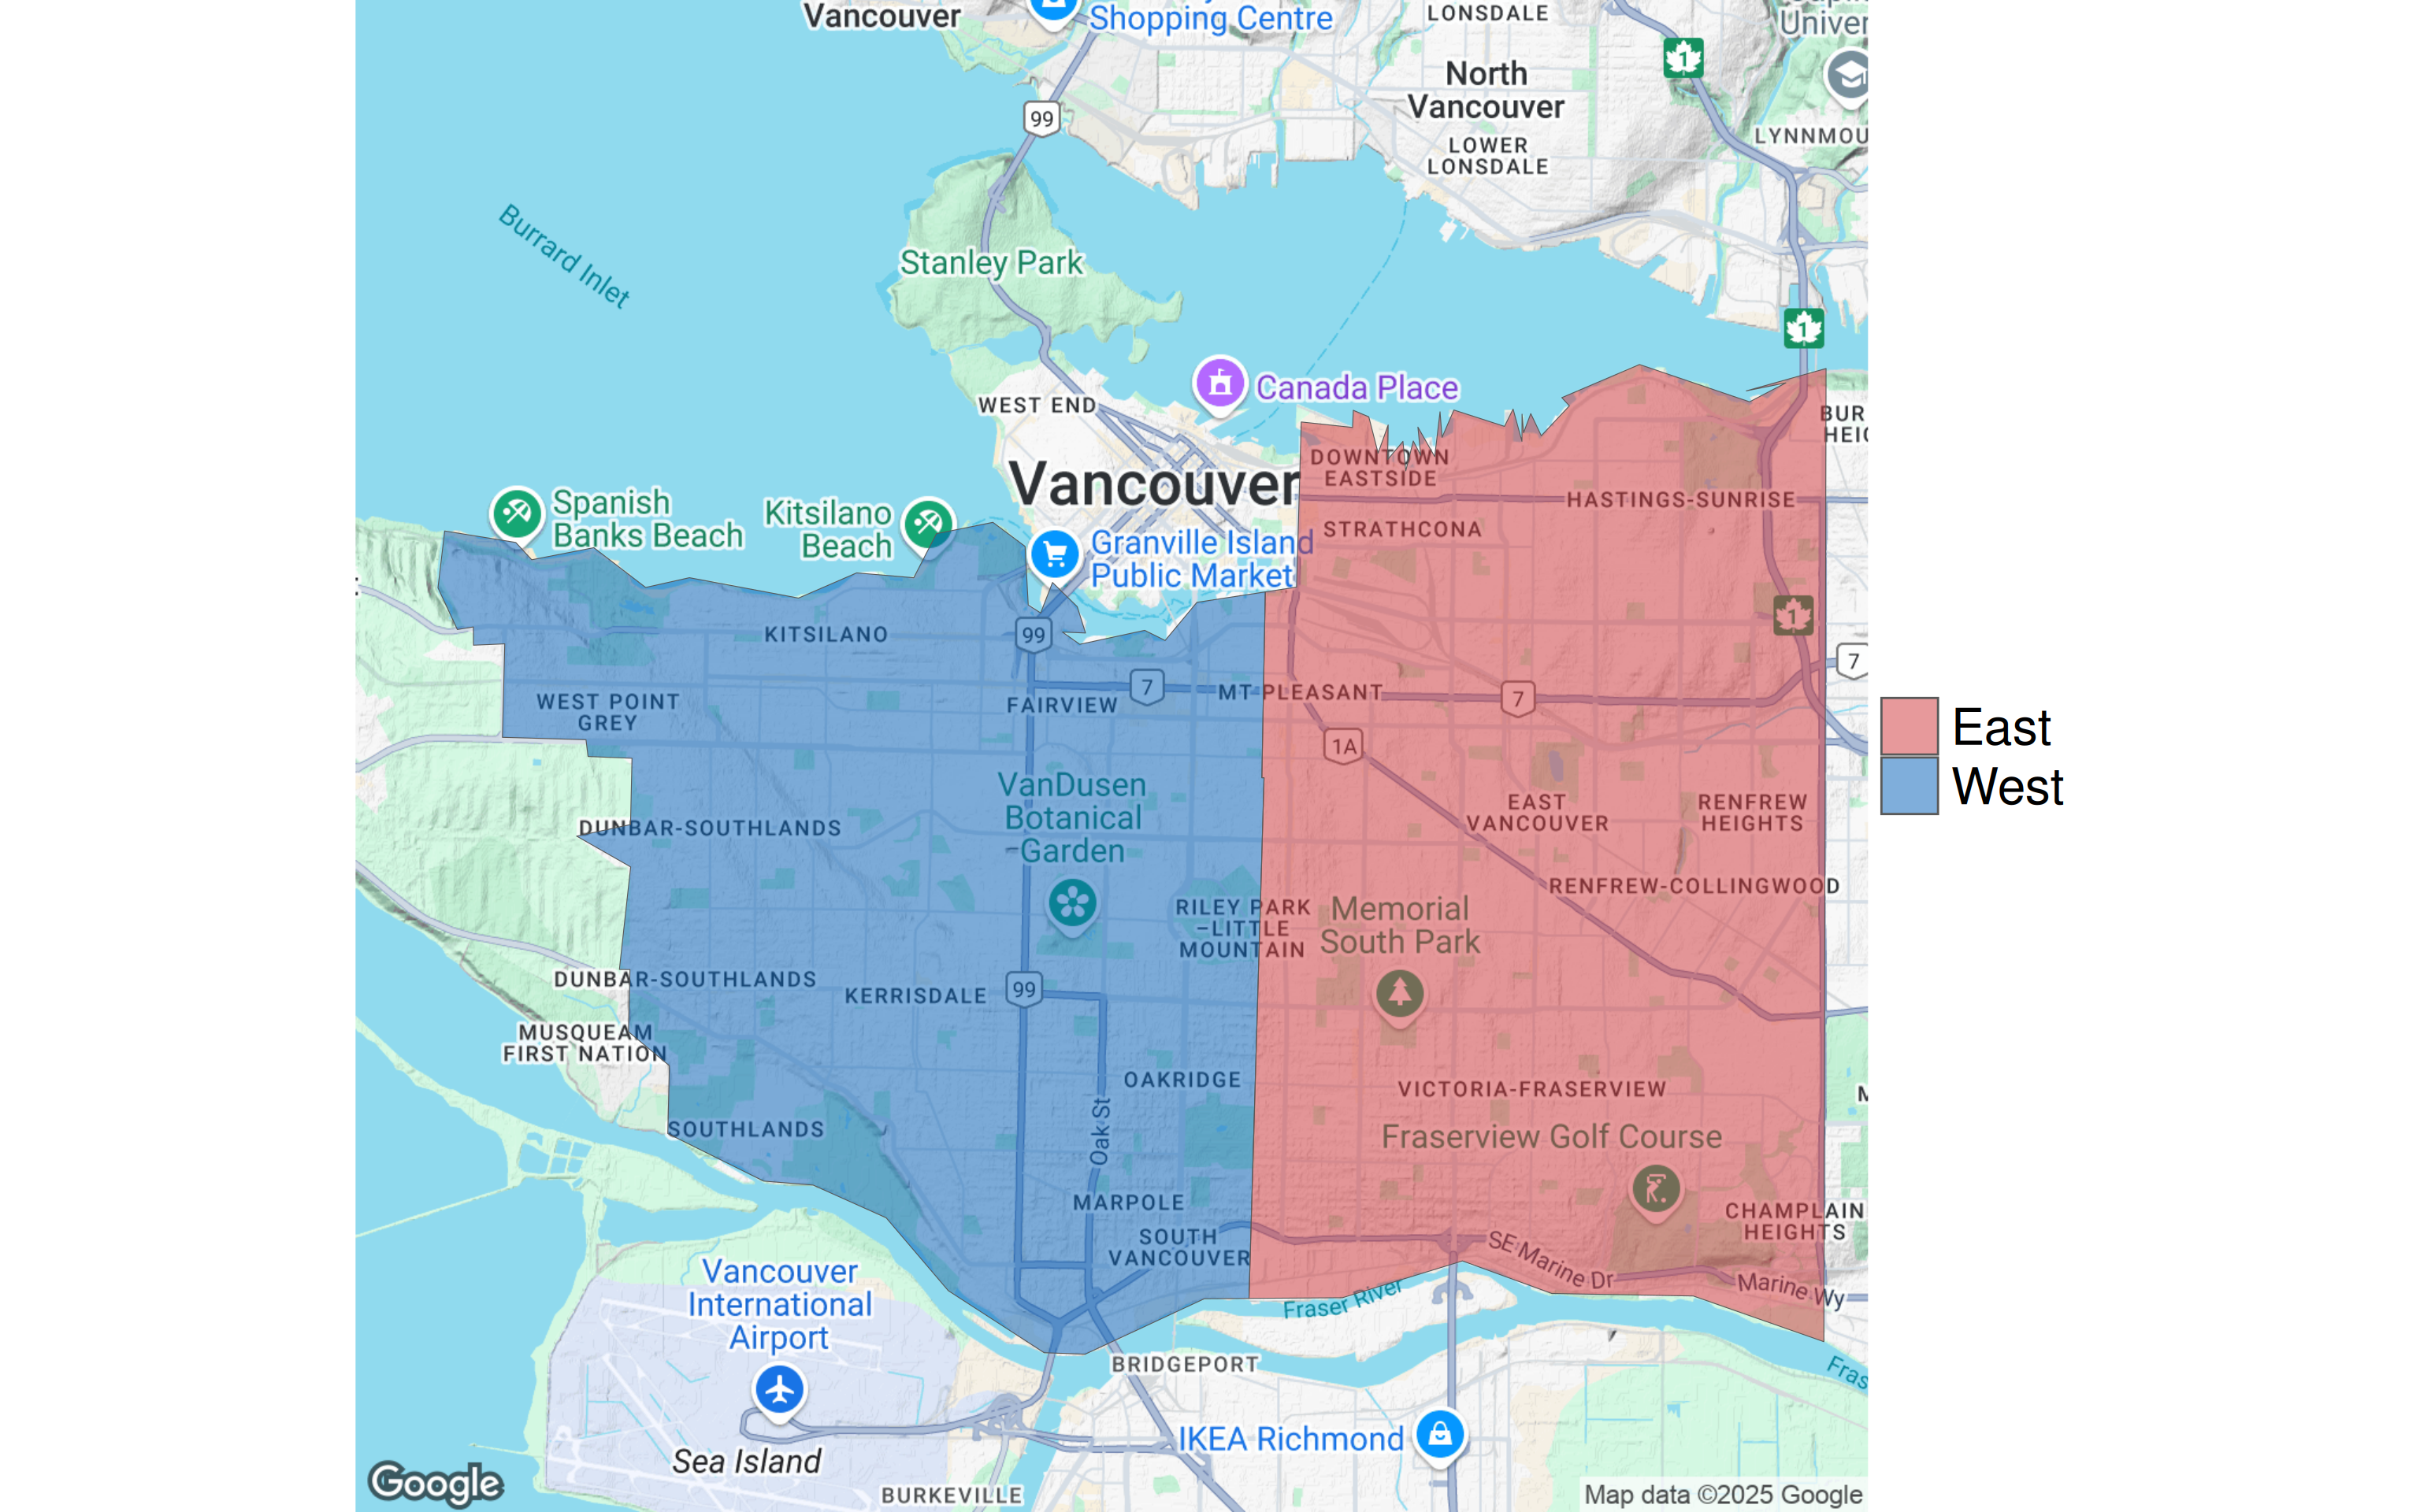 Vancouver
Shopping Centre
LONSDALE
Univer
1
North
Vancouver
99
LYNNMOU
LOWER
LONSDALE
Burrard Inlet
Stanley Park
1
Canada Place
WEST END
BUR
HEIG
DOWNTOWN
EASTSIDE
Vancouver
HASTINGS-SUNRISE
Spanish
Banks Beach
Kitsilano
Beach
STRATHCONA
Granville Island
Public Market
1
KITSILANO
99
7
7
MT PLEASANT
7
WEST POINT
GREY
FAIRVIEW
1A
East
West
VanDusen
Botanical
Garden
EAST
VANCOUVER
RENFREW
HEIGHTS
DUNBAR-SOUTHLANDS
RENFREW-COLLINGWOOD
RILEY PARK
-LITTLE
MOUNTAIN
Memorial
South Park
DUNBAR-SOUTHLANDS
KERRISDALE
99
MUSQUEAM
FIRST NATION
OAKRIDGE
VICTORIA-FRASERVIEW
M
SOUTHLANDS
Oak St
Fraserview Golf Course
MARPOLE
CHAMPLAIN
HEIGHTS
SOUTH
VANCOUVER
SE Marine Dr
Marine Wy
Vancouver
International
Airport
Fraser River
BRIDGEPORT
Fras
IKEA Richmond
Sea Island
Google
BURKEVILLE
Map data ©2025 Google